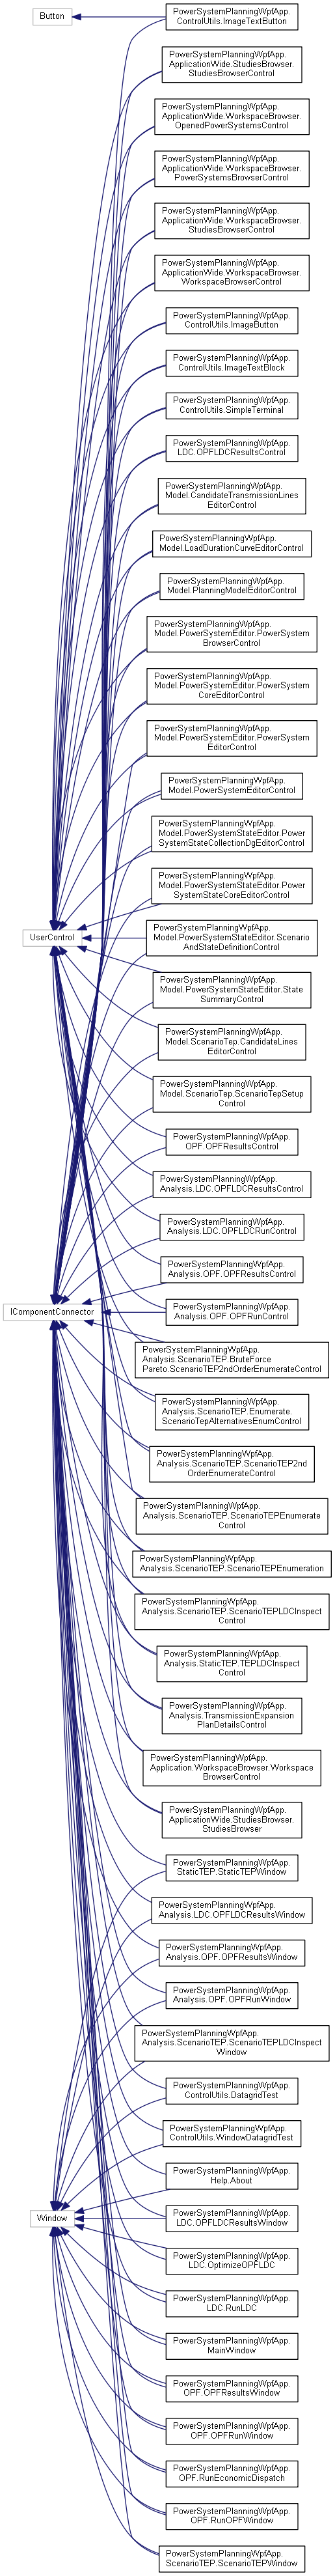 Button
PowerSystemPlanningWpfApp.
ControlUtils.ImageTextButton
PowerSystemPlanningWpfApp.
ApplicationWide.StudiesBrowser.
StudiesBrowserControl
PowerSystemPlanningWpfApp.
ApplicationWide.WorkspaceBrowser.
OpenedPowerSystemsControl
PowerSystemPlanningWpfApp.
ApplicationWide.WorkspaceBrowser.
PowerSystemsBrowserControl
PowerSystemPlanningWpfApp.
ApplicationWide.WorkspaceBrowser.
StudiesBrowserControl
PowerSystemPlanningWpfApp.
ApplicationWide.WorkspaceBrowser.
WorkspaceBrowserControl
PowerSystemPlanningWpfApp.
ControlUtils.ImageButton
PowerSystemPlanningWpfApp.
ControlUtils.ImageTextBlock
PowerSystemPlanningWpfApp.
ControlUtils.SimpleTerminal
PowerSystemPlanningWpfApp.
LDC.OPFLDCResultsControl
PowerSystemPlanningWpfApp.
Model.CandidateTransmissionLines
EditorControl
PowerSystemPlanningWpfApp.
Model.LoadDurationCurveEditorControl
PowerSystemPlanningWpfApp.
Model.PlanningModelEditorControl
PowerSystemPlanningWpfApp.
Model.PowerSystemEditor.PowerSystem
BrowserControl
PowerSystemPlanningWpfApp.
Model.PowerSystemEditor.PowerSystem
CoreEditorControl
PowerSystemPlanningWpfApp.
Model.PowerSystemEditor.PowerSystem
EditorControl
PowerSystemPlanningWpfApp.
Model.PowerSystemEditorControl
PowerSystemPlanningWpfApp.
Model.PowerSystemStateEditor.Power
SystemStateCollectionDgEditorControl
PowerSystemPlanningWpfApp.
Model.PowerSystemStateEditor.Power
SystemStateCoreEditorControl
UserControl
PowerSystemPlanningWpfApp.
Model.PowerSystemStateEditor.Scenario
AndStateDefinitionControl
PowerSystemPlanningWpfApp.
Model.PowerSystemStateEditor.State
SummaryControl
PowerSystemPlanningWpfApp.
Model.ScenarioTep.CandidateLines
EditorControl
PowerSystemPlanningWpfApp.
Model.ScenarioTep.ScenarioTepSetup
Control
PowerSystemPlanningWpfApp.
OPF.OPFResultsControl
PowerSystemPlanningWpfApp.
Analysis.LDC.OPFLDCResultsControl
PowerSystemPlanningWpfApp.
Analysis.LDC.OPFLDCRunControl
PowerSystemPlanningWpfApp.
Analysis.OPF.OPFResultsControl
IComponentConnector
PowerSystemPlanningWpfApp.
Analysis.OPF.OPFRunControl
PowerSystemPlanningWpfApp.
Analysis.ScenarioTEP.BruteForce
Pareto.ScenarioTEP2ndOrderEnumerateControl
PowerSystemPlanningWpfApp.
Analysis.ScenarioTEP.Enumerate.
ScenarioTepAlternativesEnumControl
PowerSystemPlanningWpfApp.
Analysis.ScenarioTEP.ScenarioTEP2nd
OrderEnumerateControl
PowerSystemPlanningWpfApp.
Analysis.ScenarioTEP.ScenarioTEPEnumerate
Control
PowerSystemPlanningWpfApp.
Analysis.ScenarioTEP.ScenarioTEPEnumeration
PowerSystemPlanningWpfApp.
Analysis.ScenarioTEP.ScenarioTEPLDCInspect
Control
PowerSystemPlanningWpfApp.
Analysis.StaticTEP.TEPLDCInspect
Control
PowerSystemPlanningWpfApp.
Analysis.TransmissionExpansion
PlanDetailsControl
PowerSystemPlanningWpfApp.
Application.WorkspaceBrowser.Workspace
BrowserControl
PowerSystemPlanningWpfApp.
ApplicationWide.StudiesBrowser.
StudiesBrowser
PowerSystemPlanningWpfApp.
StaticTEP.StaticTEPWindow
PowerSystemPlanningWpfApp.
Analysis.LDC.OPFLDCResultsWindow
PowerSystemPlanningWpfApp.
Analysis.OPF.OPFResultsWindow
PowerSystemPlanningWpfApp.
Analysis.OPF.OPFRunWindow
PowerSystemPlanningWpfApp.
Analysis.ScenarioTEP.ScenarioTEPLDCInspect
Window
PowerSystemPlanningWpfApp.
ControlUtils.DatagridTest
PowerSystemPlanningWpfApp.
ControlUtils.WindowDatagridTest
PowerSystemPlanningWpfApp.
Help.About
Window
PowerSystemPlanningWpfApp.
LDC.OPFLDCResultsWindow
PowerSystemPlanningWpfApp.
LDC.OptimizeOPFLDC
PowerSystemPlanningWpfApp.
LDC.RunLDC
PowerSystemPlanningWpfApp.
MainWindow
PowerSystemPlanningWpfApp.
OPF.OPFResultsWindow
PowerSystemPlanningWpfApp.
OPF.OPFRunWindow
PowerSystemPlanningWpfApp.
OPF.RunEconomicDispatch
PowerSystemPlanningWpfApp.
OPF.RunOPFWindow
PowerSystemPlanningWpfApp.
ScenarioTEP.ScenarioTEPWindow